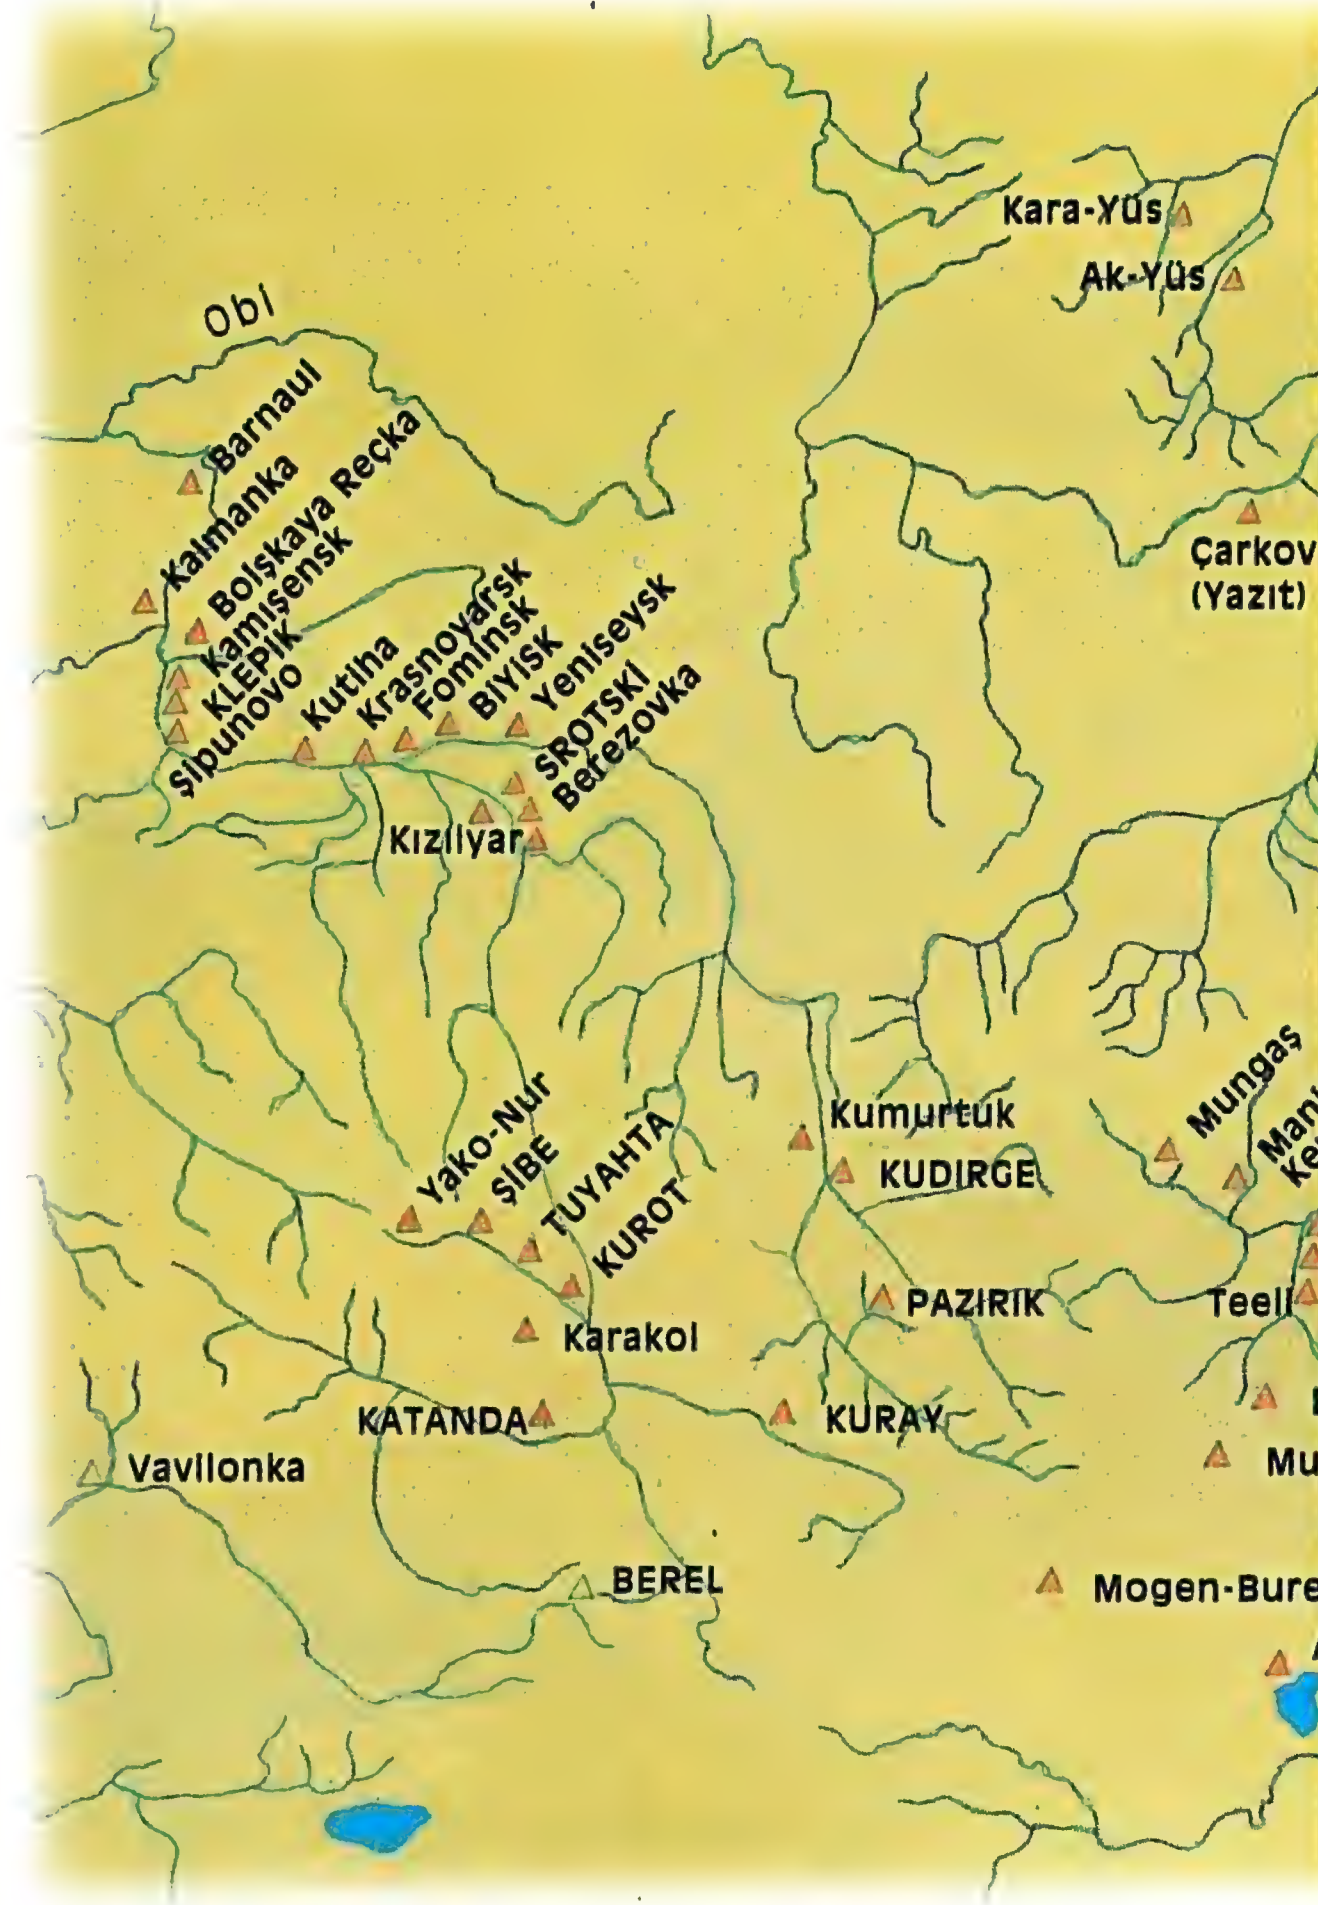 Kara-Yüs
Ak-Yüs
Obi
Barnaul
Kalmanka
Bolşkaya Reçka
Kamışensk
KLEPIK
Şipunovo
Kutiha
Krasnoyarsk
Fominsk
BIYISK
Yeniseysk
SROTSKI
Berezovka
Kızılyar
Çarkov
(Yazıt)
Mungaş
Yako-Nur
ŞİBE
TUYAHTA
KUROT
Kumurtuk
KUDIRGE
PAZIRIK
Teeli
Karakol
KATANDA
KURAY
Vavilonka
BEREL
Mogen-Bure